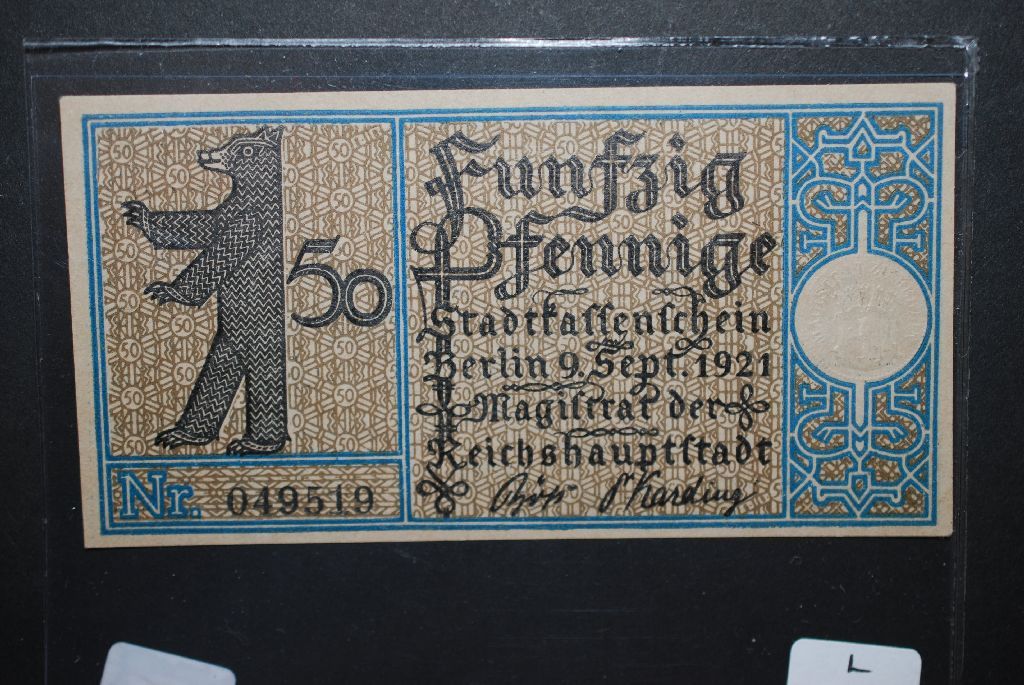 50
Nr. 049519
Funfzig
Pfennige
Stadtkassenschein
Berlin 9. Sept. 1921
Magistrat der
Reichshauptstadt
L